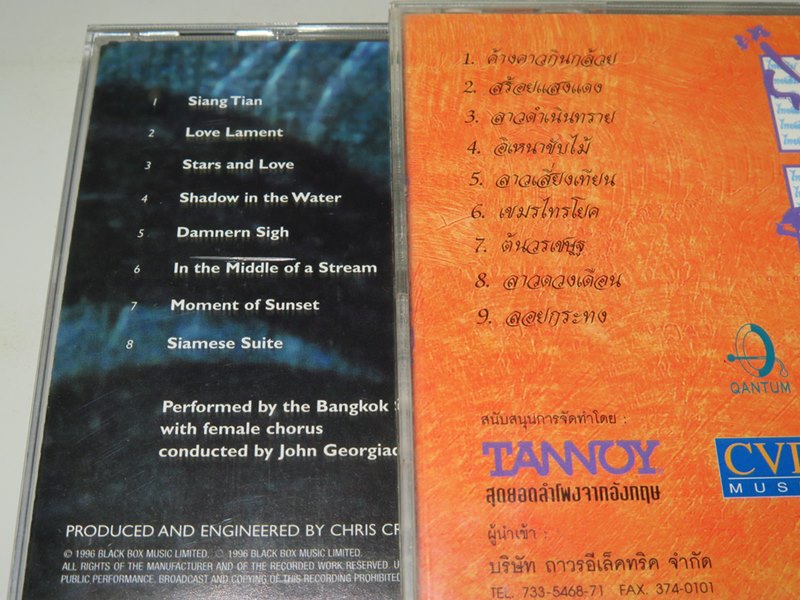 1 Siang Tian
2 Love Lament
3 Stars and Love
4 Shadow in the Water
5 Damnern Sigh
6 In the Middle of a Stream
7 Moment of Sunset
8 Siamese Suite
Performed by the Bangkok
with female chorus
conducted by John
PRODUCED AND ENGINEERED BY CHRIS
© 1996 BLACK BOX MUSIC LIMITED. ℗ 1996 BLACK BOX MUSIC LIMITED.
ALL RIGHTS OF THE MANUFACTURER AND OF THE RECORDED WORK RESERVED.
PUBLIC PERFORMANCE, BROADCAST AND COPYING OF THIS RECORDING PROHIBITED
1. ค้างคาวกินกล้วย
2. สร้อยแสงแดง
3. ลาวดำเนินทราย
4. อิเหนาชับไม้
5. ลาวเสี่ยงเทียน
6. เขมรไทรโยค
7. ต้นวรเชษฐ
8. ลาวดวงเดือน
9. ลอยกระทง
QANTUM
สนับสนุนการจัดทำโดย :
TANNOY
สุดยอดลำโพงจากอังกฤษ
ผู้นำเข้า :
บริษัท ถาวรอีเล็คทริค จำกัด
TEL. 733-5468-71 FAX. 374-0101